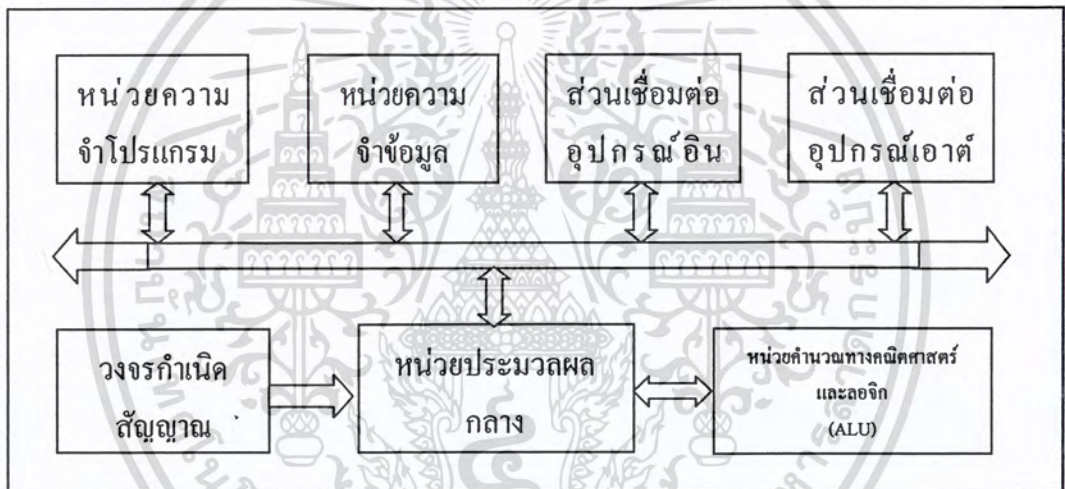 หน่วยความ
จำโปรแกรม
หน่วยความ
จำข้อมูล
ส่วนเชื่อมต่อ
อุปกรณ์อิน
ส่วนเชื่อมต่อ
อุปกรณ์เอาต์
วงจรกำเนิด
สัญญาณ
หน่วยประมวลผล
กลาง
หน่วยคำนวณทางคณิตศาสตร์
และลอจิก
(ALU)